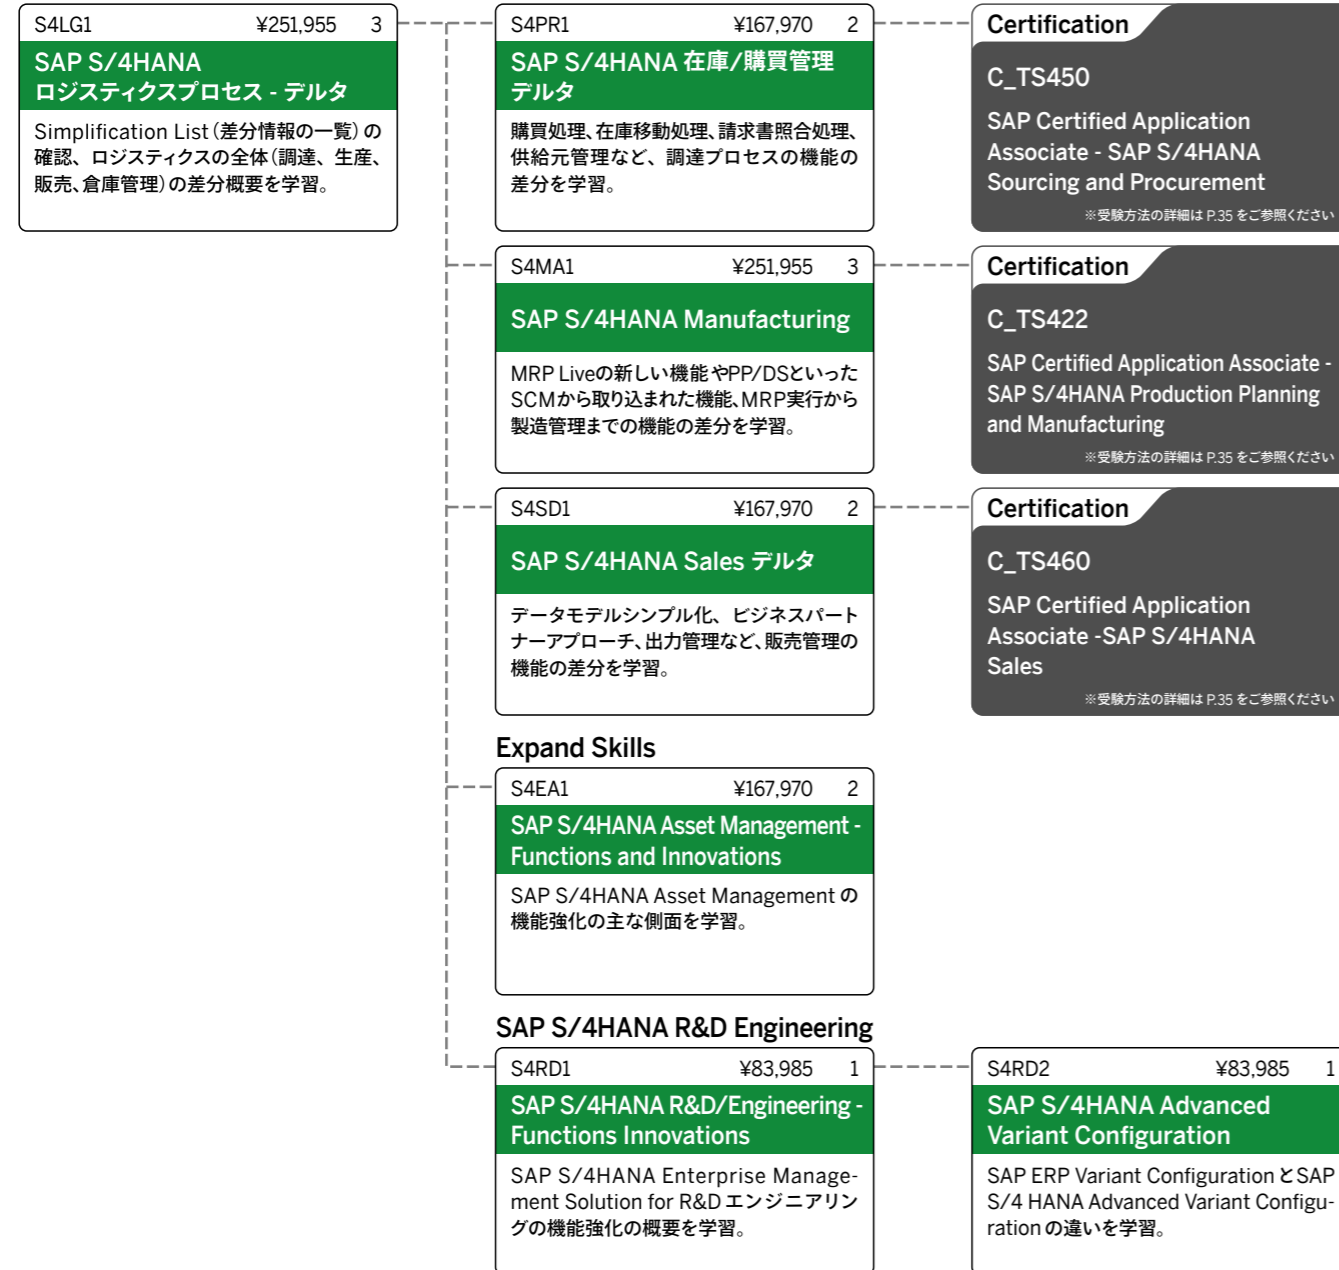 S4LG1 ¥251,955 3
SAP S/4HANA
ロジスティクスプロセス - デルタ
Simplification List（差分情報の一覧）の
確認、ロジスティクスの全体（調達、生産、
販売、倉庫管理）の差分概要を学習。
S4PR1 ¥167,970 2
SAP S/4HANA 在庫/購買管理
デルタ
購買処理、在庫移動処理、請求書照合処理、
供給元管理など、調達プロセスの機能の
差分を学習。
Certification
C_TS450
SAP Certified Application
Associate - SAP S/4HANA
Sourcing and Procurement
※受験方法の詳細は P.35 をご参照ください
S4MA1 ¥251,955 3
SAP S/4HANA Manufacturing
MRP Liveの新しい機能やPP/DSといった
SCMから取り込まれた機能、MRP実行から
製造管理までの機能の差分を学習。
Certification
C_TS422
SAP Certified Application Associate -
SAP S/4HANA Production Planning
and Manufacturing
※受験方法の詳細は P.35 をご参照ください
S4SD1 ¥167,970 2
SAP S/4HANA Sales デルタ
データモデルシンプル化、ビジネスパート
ナーアプローチ、出力管理など、販売管理の
機能の差分を学習。
Certification
C_TS460
SAP Certified Application
Associate -SAP S/4HANA
Sales
※受験方法の詳細は P.35 をご参照ください
Expand Skills
S4EA1 ¥167,970 2
SAP S/4HANA Asset Management -
Functions and Innovations
SAP S/4HANA Asset Management の
機能強化の主な側面を学習。
SAP S/4HANA R&D Engineering
S4RD1 ¥83,985 1
SAP S/4HANA R&D/Engineering -
Functions Innovations
SAP S/4HANA Enterprise Manage-
ment Solution for R&D エンジニアリン
グの機能強化の概要を学習。
S4RD2 ¥83,985 1
SAP S/4HANA Advanced
Variant Configuration
SAP ERP Variant Configuration とSAP
S/4 HANA Advanced Variant Configu-
ration の違いを学習。